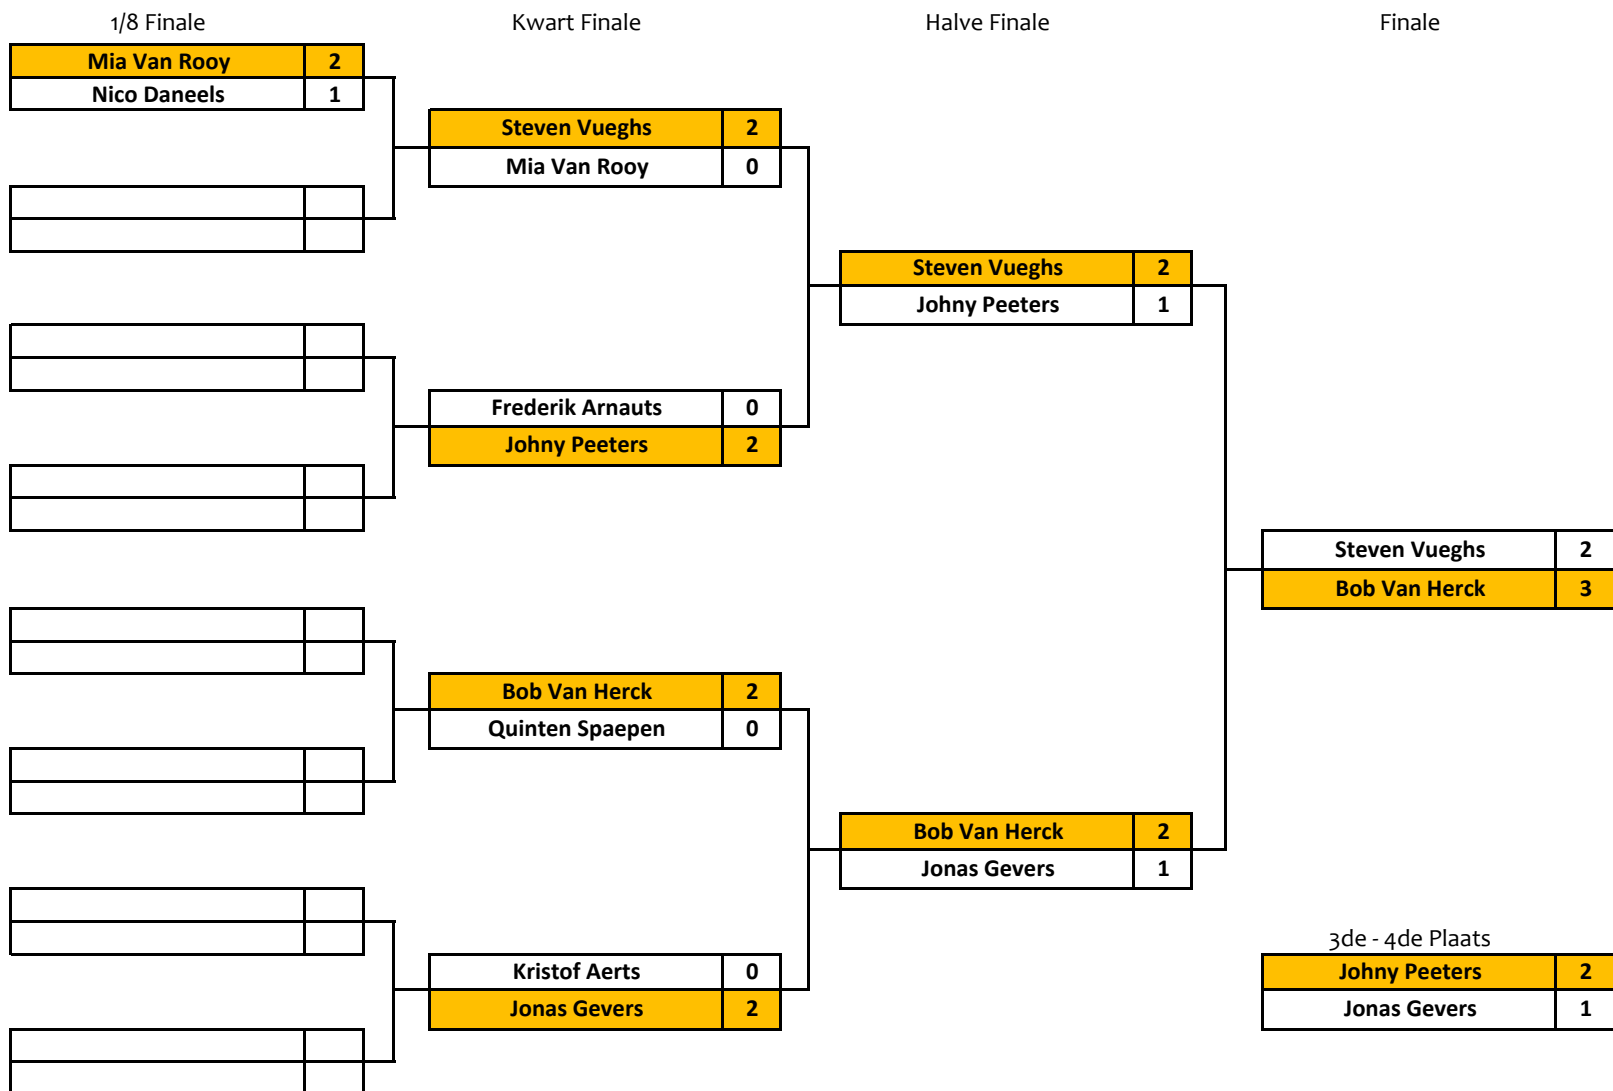 1/8 Finale
Kwart Finale
Halve Finale
Finale
Mia Van Rooy 2
Nico Daneels 1
Steven Vueghs 2
Mia Van Rooy 0
Steven Vueghs 2
Johny Peeters 1
Frederik Arnauts 0
Johny Peeters 2
Steven Vueghs 2
Bob Van Herck 3
Bob Van Herck 2
Quinten Spaepen 0
Bob Van Herck 2
Jonas Gevers 1
Kristof Aerts 0
Jonas Gevers 2
3de - 4de Plaats
Johny Peeters 2
Jonas Gevers 1